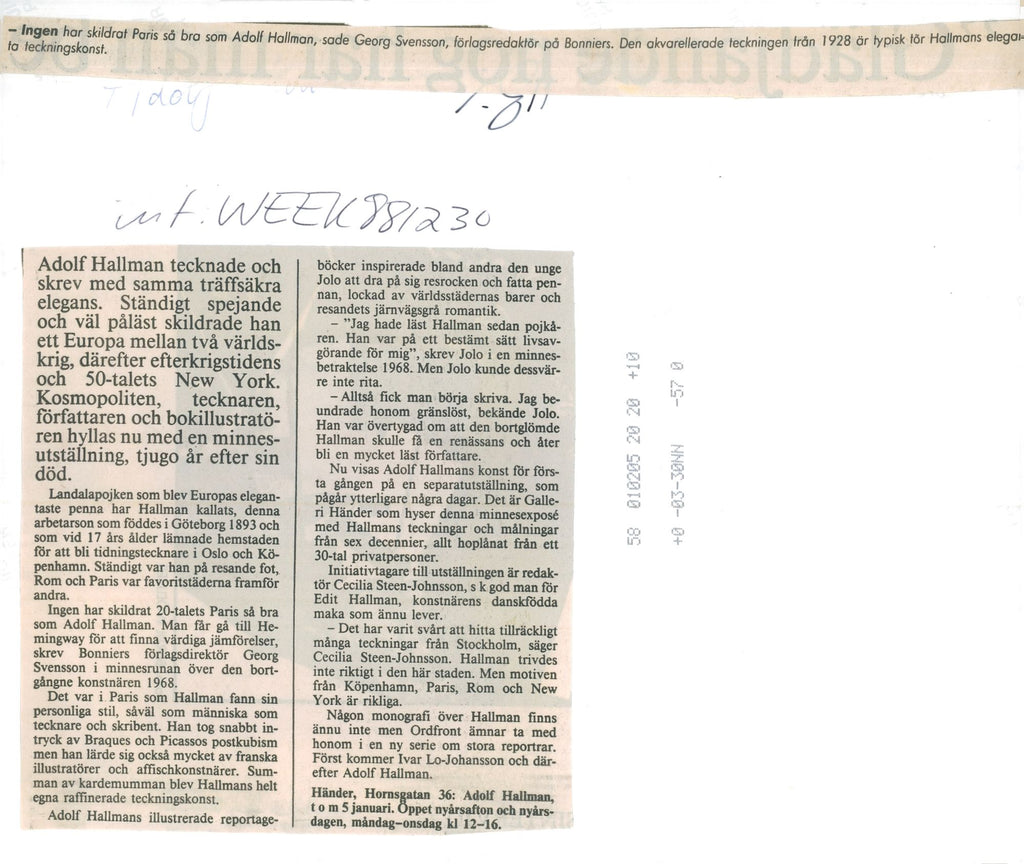 – Ingen har skildrat Paris så bra som Adolf Hallman, sade Georg Svensson, förlagsredaktör på Bonniers. Den akvarellerade teckningen från 1928 är typisk för Hallmans elegan-
ta teckningskonst.
inf. WEEK 881230
Adolf Hallman tecknade och
skrev med samma träffsäkra
elegans. Ständigt spejande
och väl påläst skildrade han
ett Europa mellan två världs-
krig, därefter efterkrigstidens
och 50-talets New York.
Kosmopoliten, tecknaren,
författaren och bokillustratö-
ren hyllas nu med en minnes-
utställning, tjugo år efter sin
död.
Landalapojken som blev Europas elegan-
taste penna har Hallman kallats, denna
arbetarson som föddes i Göteborg 1893 och
som vid 17 års ålder lämnade hemstaden
för att bli tidningstecknare i Oslo och Kö-
penhamn. Ständigt var han på resande fot,
Rom och Paris var favoritstäderna framför
andra.
Ingen har skildrat 20-talets Paris så bra
som Adolf Hallman. Man får gå till He-
mingway för att finna värdiga jämförelser,
skrev Bonniers förlagsdirektör Georg
Svensson i minnesrunan över den bort-
gångne konstnären 1968.
Det var i Paris som Hallman fann sin
personliga stil, såväl som människa som
tecknare och skribent. Han tog snabbt in-
tryck av Braques och Picassos postkubism
men han lärde sig också mycket av franska
illustratörer och affischkonstnärer. Sum-
man av kardemumman blev Hallmans helt
egna raffinerade teckningskonst.
Adolf Hallmans illustrerade reportage-
böcker inspirerade bland andra den unge
Jolo att dra på sig resrocken och fatta pen-
nan, lockad av världsstädernas barer och
resandets järnvägsgrå romantik.
– "Jag hade läst Hallman sedan pojkå-
ren. Han var på ett bestämt sätt livsav-
görande för mig", skrev Jolo i en minnes-
betraktelse 1968. Men Jolo kunde dessvär-
re inte rita.
– Alltså fick man börja skriva. Jag be-
undrade honom gränslöst, bekände Jolo.
Han var övertygad om att den bortglömde
Hallman skulle få en renässans och åter
bli en mycket läst författare.
Nu visas Adolf Hallmans konst för förs-
ta gången på en separatutställning, som
pågår ytterligare några dagar. Det är Galle-
ri Händer som hyser denna minnesexposé
med Hallmans teckningar och målningar
från sex decennier, allt hoplånat från ett
30-tal privatpersoner.
Initiativtagare till utställningen är redak-
tör Cecilia Steen-Johnsson, s k god man för
Edit Hallman, konstnärens danskfödda
maka som ännu lever.
– Det har varit svårt att hitta tillräckligt
många teckningar från Stockholm, säger
Cecilia Steen-Johnsson. Hallman trivdes
inte riktigt i den här staden. Men motiven
från Köpenhamn, Paris, Rom och New
York är rikliga.
Någon monografi över Hallman finns
ännu inte men Ordfront ämnar ta med
honom i en ny serie om stora reportrar.
Först kommer Ivar Lo-Johansson och där-
efter Adolf Hallman.
Händer, Hornsgatan 36: Adolf Hallman,
t o m 5 januari. Öppet nyårsafton och nyårs-
dagen, måndag–onsdag kl 12–16.
58 010205 20 20 +10
+0 -03-30NN -57 0